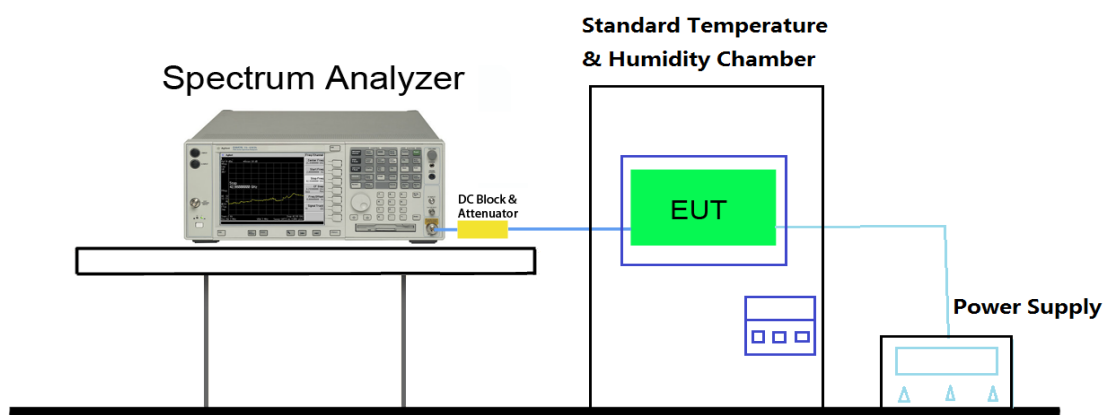 Standard Temperature
& Humidity Chamber
Spectrum Analyzer
DC Block &
Attenuator
EUT
Power Supply